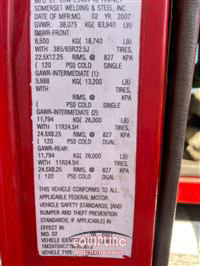 SOMERSET WELDING & STEEL, INC.
DATE OF MFR: MO. 02 YR. 2007
GVWR: 38,075 KG ( 83,940 LB)
GAWR-FRONT:
8,500 KG( 18,740 LB)
WITH 385/65R22.5J TIRES,
22.5X12.25 RIMS, @ 827 KPA
( 120 PSI) COLD SINGLE
GAWR-INTERMEDIATE (1):
5,988 KG( 13,200 LB)
WITH TIRES,
RIMS, @ KPA
( PSI) COLD
GAWR-INTERMEDIATE (2):
11,794 KG( 26,000 LB)
WITH 11R24.5H TIRES,
24.5X8.25 RIMS, @ 827 KPA
( 120 PSI) COLD DUAL
GAWR-REAR:
11,794 KG( 26,000 LB)
WITH 11R24.5H TIRES,
24.5X8.25 RIMS, @ 827 KPA
( 120 PSI) COLD DUAL
THIS VEHICLE CONFORMS TO ALL
APPLICABLE FEDERAL MOTOR
VEHICLE SAFETY STANDARDS, [AND
BUMPER AND THEFT PREVENTION
STANDARDS, IF APPLICABLE]
EFFECT IN
MO. 02
VEHICLE
VEHICLE TYPE: